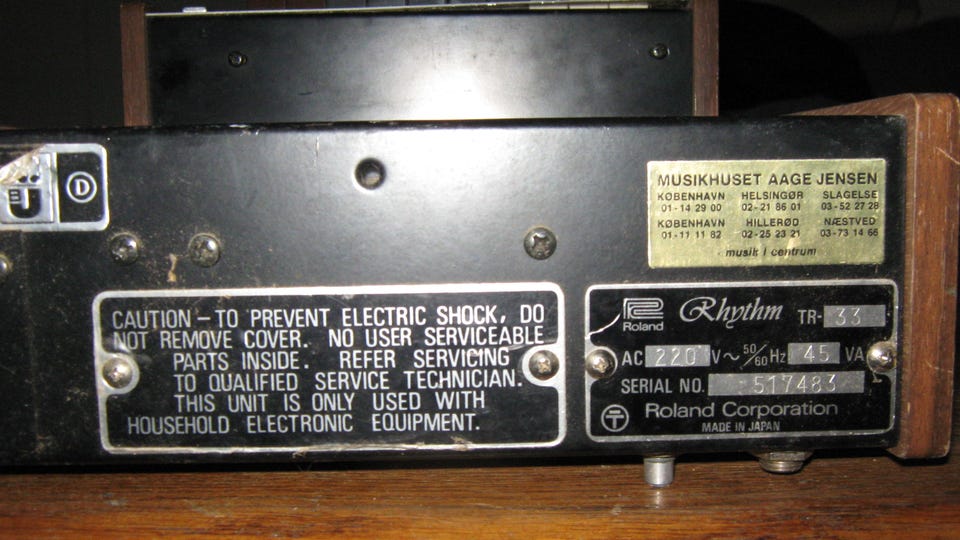 D
MUSIKHUSET AAGE JENSEN
KØBENHAVN HELSINGØR SLAGELSE
01-14 29 00 02-21 86 01 03-52 27 28
KØBENHAVN HILLERØD NÆSTVED
01-11 11 82 02-25 23 21 03-73 14 66
musik i centrum
CAUTION – TO PREVENT ELECTRIC SHOCK, DO
NOT REMOVE COVER. NO USER SERVICEABLE
PARTS INSIDE. REFER SERVICING
TO QUALIFIED SERVICE TECHNICIAN.
THIS UNIT IS ONLY USED WITH
HOUSEHOLD ELECTRONIC EQUIPMENT.
Roland Rhythm TR-33
AC 220 V~ 50/60 Hz 45 VA
SERIAL NO. 517483
T Roland Corporation
MADE IN JAPAN